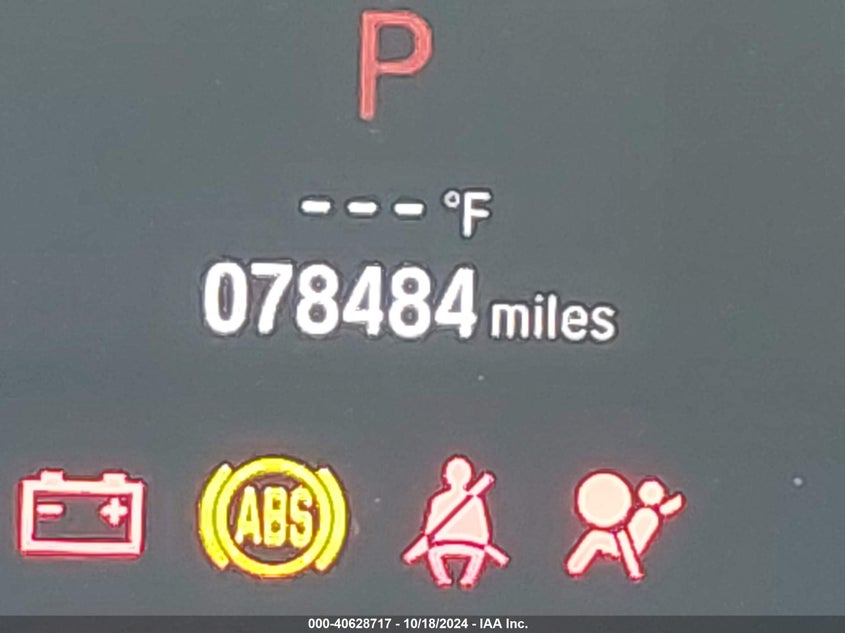 P
--- °F
078484 miles
- + ABS
000-40628717 - 10/18/2024 - IAA Inc.